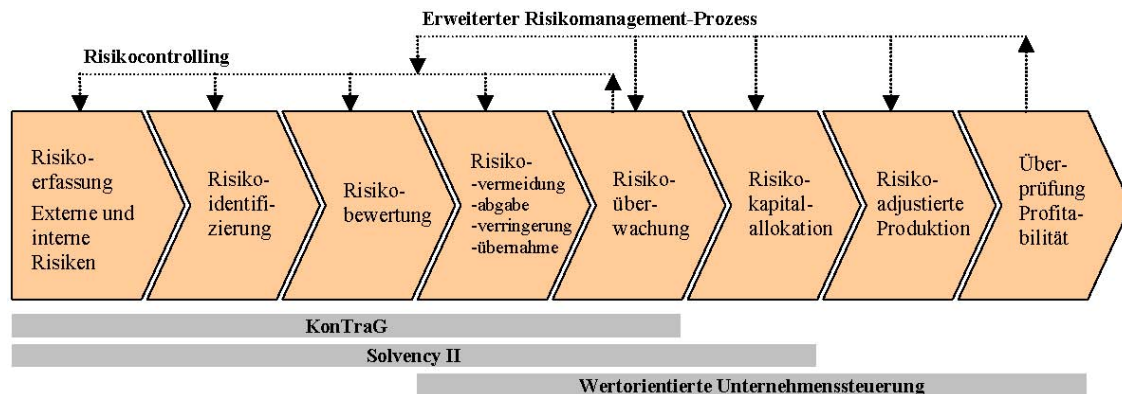 Erweiterter Risikomanagement-Prozess
Risikocontrolling
Risiko-
erfassung
Externe und
interne
Risiken
Risiko-
identifi-
zierung
Risiko-
bewertung
Risiko-
-vermeidung
-abgabe
-verringerung
-übernahme
Risiko-
über-
wachung
Risiko-
kapital-
allokation
Risiko-
adjustierte
Produktion
Über-
prüfung
Profita-
bilität
KonTraG
Solvency II
Wertorientierte Unternehmenssteuerung